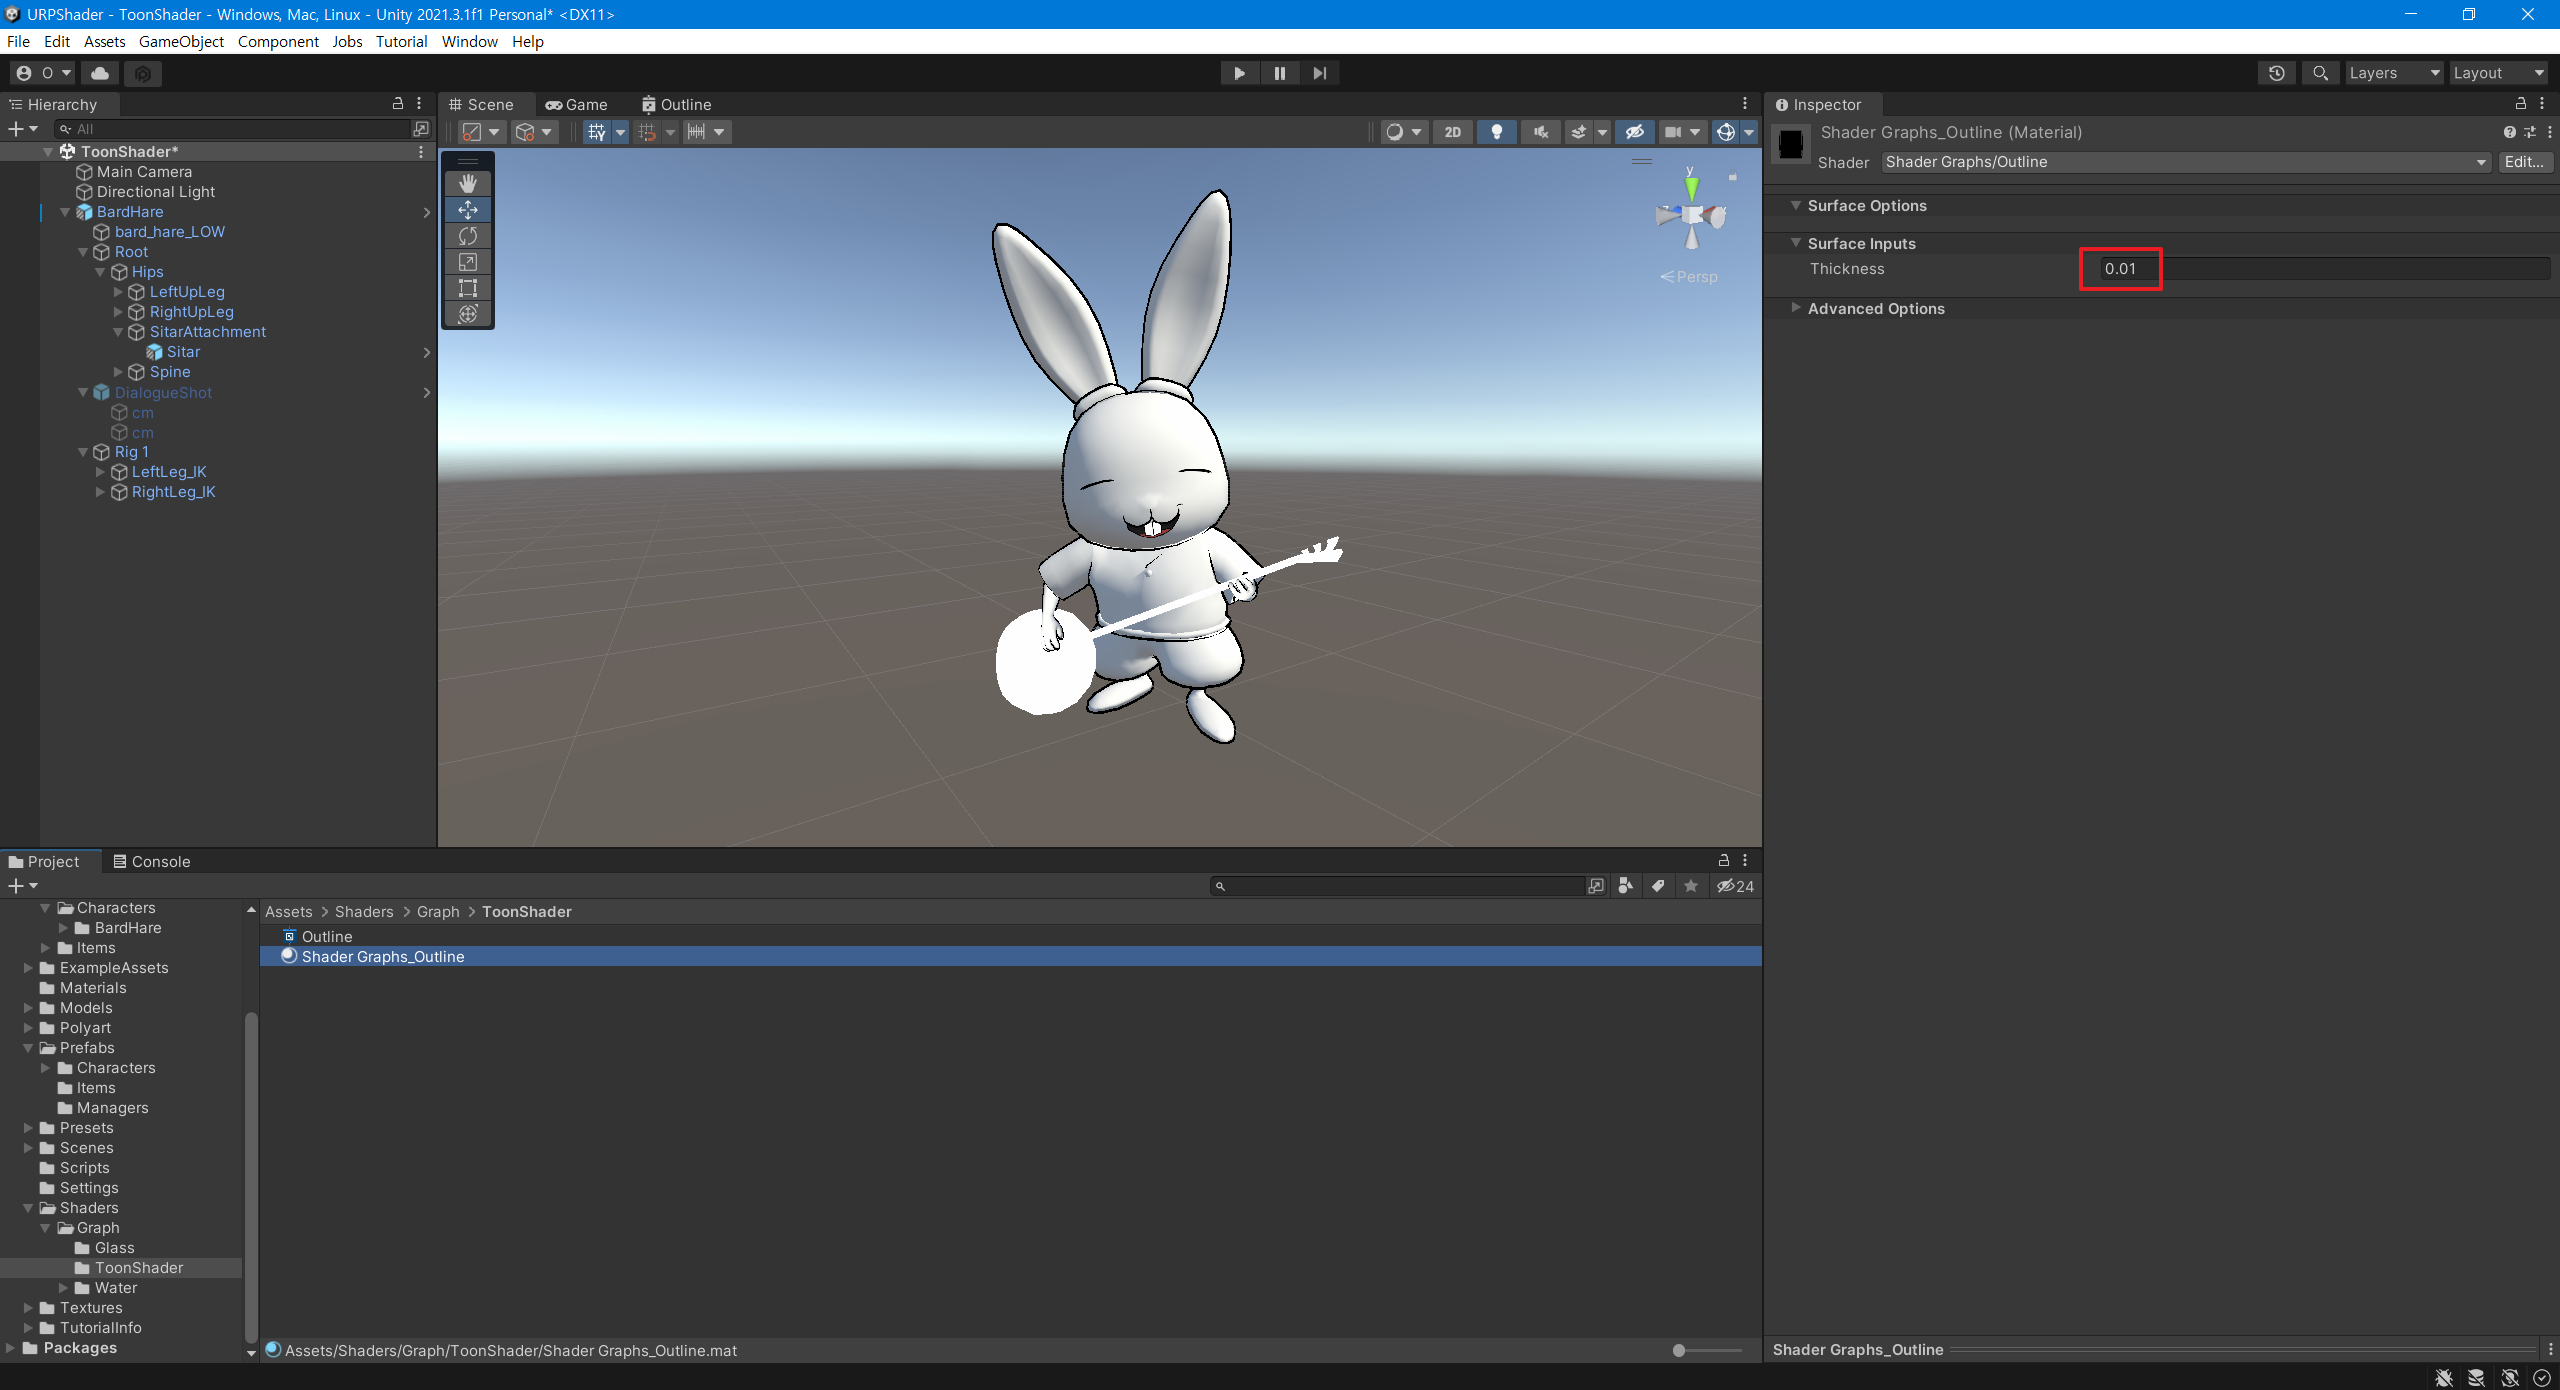 URPShader - ToonShader - Windows, Mac, Linux - Unity 2021.3.1f1 Personal* <DX11>
File Edit Assets GameObject Component Jobs Tutorial Window Help
O
Layers
Layout
Hierarchy
All
ToonShader*
Main Camera
Directional Light
BardHare
bard_hare_LOW
Root
Hips
LeftUpLeg
RightUpLeg
SitarAttachment
Sitar
Spine
DialogueShot
cm
cm
Rig 1
LeftLeg_IK
RightLeg_IK
Scene
Game
Outline
2D
y
Persp
Inspector
Shader Graphs_Outline (Material)
Shader
Shader Graphs/Outline
Edit...
Surface Options
Surface Inputs
Thickness
0.01
Advanced Options
Project
Console
24
Characters
BardHare
Items
ExampleAssets
Materials
Models
Polyart
Prefabs
Characters
Items
Managers
Presets
Scenes
Scripts
Settings
Shaders
Graph
Glass
ToonShader
Water
Textures
TutorialInfo
Packages
Assets > Shaders > Graph > ToonShader
Outline
Shader Graphs_Outline
Assets/Shaders/Graph/ToonShader/Shader Graphs_Outline.mat
Shader Graphs_Outline